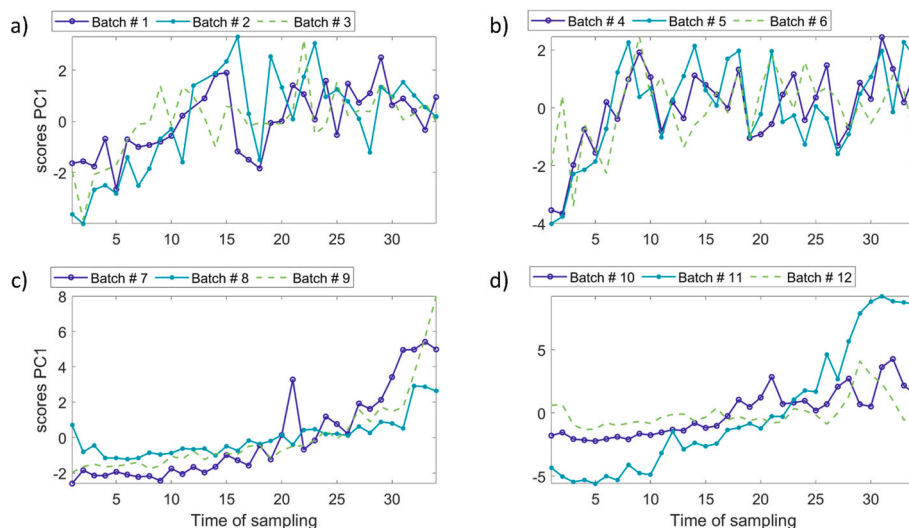 a)
Batch # 1 Batch # 2 Batch # 3
scores PC1
2
0
-2
5 10 15 20 25 30
b)
Batch # 4 Batch # 5 Batch # 6
2
0
-2
-4
5 10 15 20 25 30
c)
Batch # 7 Batch # 8 Batch # 9
scores PC1
8
6
4
2
0
-2
5 10 15 20 25 30
Time of sampling
d)
Batch # 10 Batch # 11 Batch # 12
5
0
-5
5 10 15 20 25 30
Time of sampling